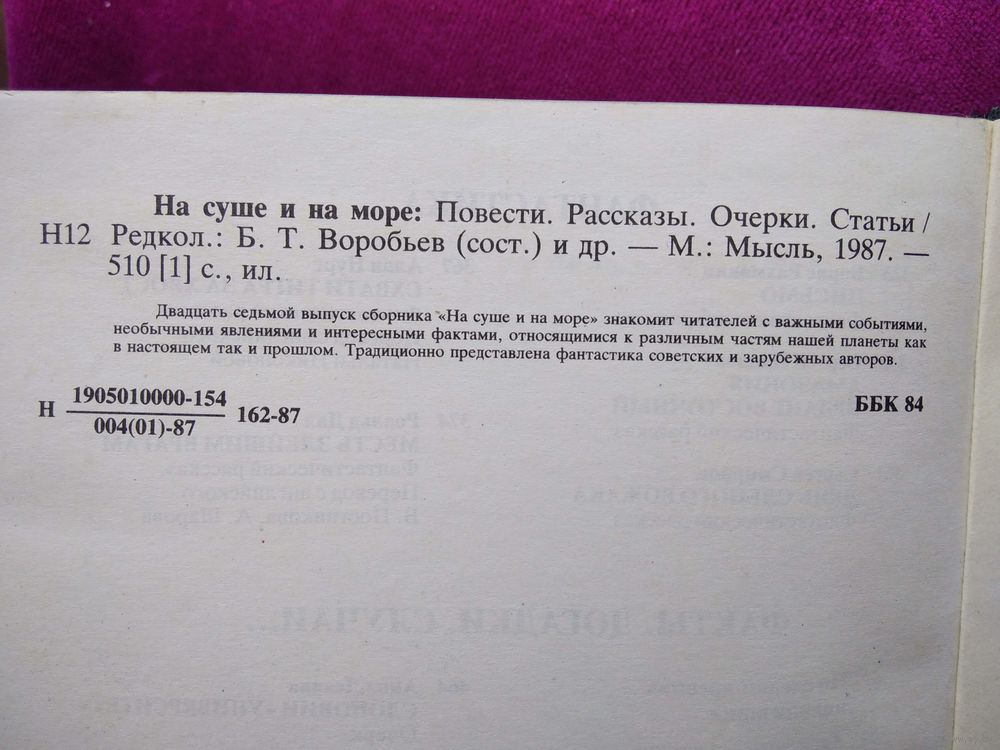 На суше и на море: Повести. Рассказы. Очерки. Статьи /
Н12 Редкол.: Б. Т. Воробьев (сост.) и др. — М.: Мысль, 1987. —
510 [1] с., ил.
Двадцать седьмой выпуск сборника «На суше и на море» знакомит читателей с важными событиями,
необычными явлениями и интересными фактами, относящимися к различным частям нашей планеты как
в настоящем так и прошлом. Традиционно представлена фантастика советских и зарубежных авторов.
Н 1905010000-154 162-87
004(01)-87
ББК 84